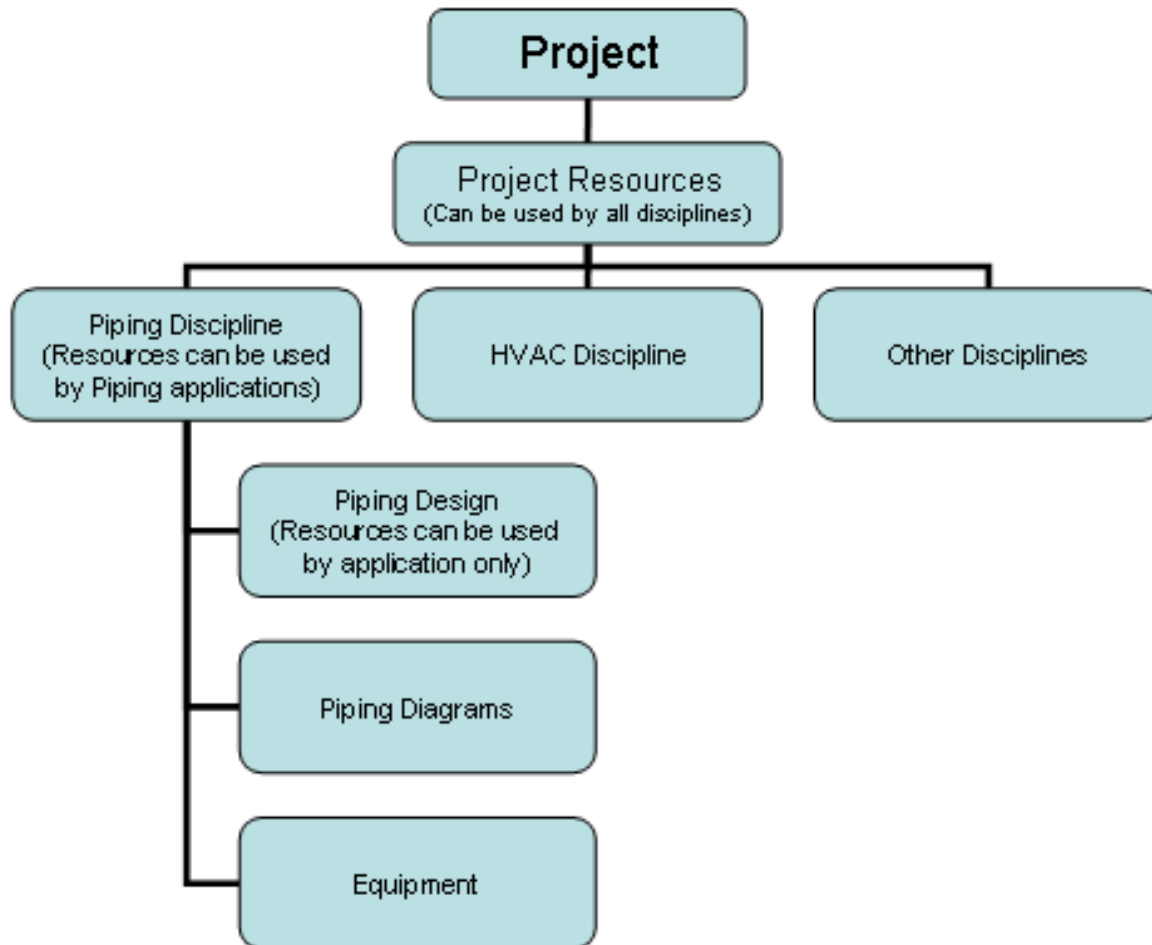 Project
Project Resources
(Can be used by all disciplines)
Piping Discipline
(Resources can be used
by Piping applications)
HVAC Discipline
Other Disciplines
Piping Design
(Resources can be used
by application only)
Piping Diagrams
Equipment